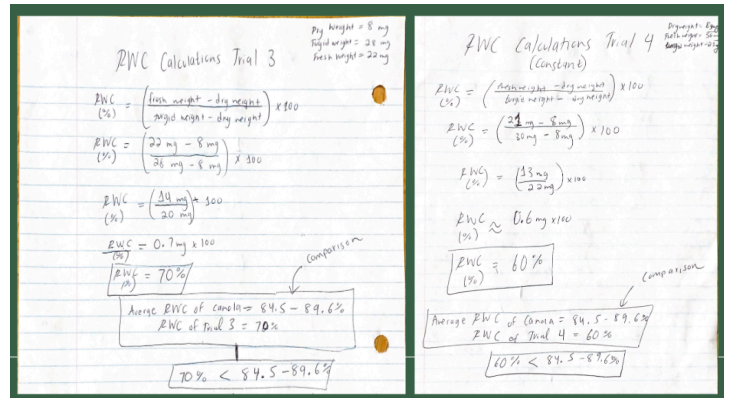 Dry Weight = 8 mg
Turgid weight = 28 mg
Fresh Weight = 22 mg
RWC Calculations Trial 3
RWC (%) = (fresh weight - dry weight / turgid weight - dry weight) x 100
RWC (%) = (22 mg - 8 mg / 28 mg - 8 mg) x 100
RWC (%) = (14 mg / 20 mg) * 100
RWC (%) = 0.7 mg x 100
RWC (%) = 70%
comparison
Average RWC of canola = 84.5 - 89.6%
RWC of Trial 3 = 70%
70% < 84.5 - 89.6%
Dry weight = 8 mg
RWC Calculations Trial 4
(Constant)
RWC (%) = (fresh weight - dry weight / turgid weight - dry weight) x 100
RWC (%) = (21 mg - 8 mg / 30 mg - 8 mg) x 100
RWC (%) = (13 mg / 22 mg) x 100
RWC (%) ≈ 0.6 mg x 100
RWC (%) = 60%
comparison
Average RWC of Canola = 84.5 - 89.6%
RWC of Trial 4 = 60%
60% < 84.5 - 89.6%